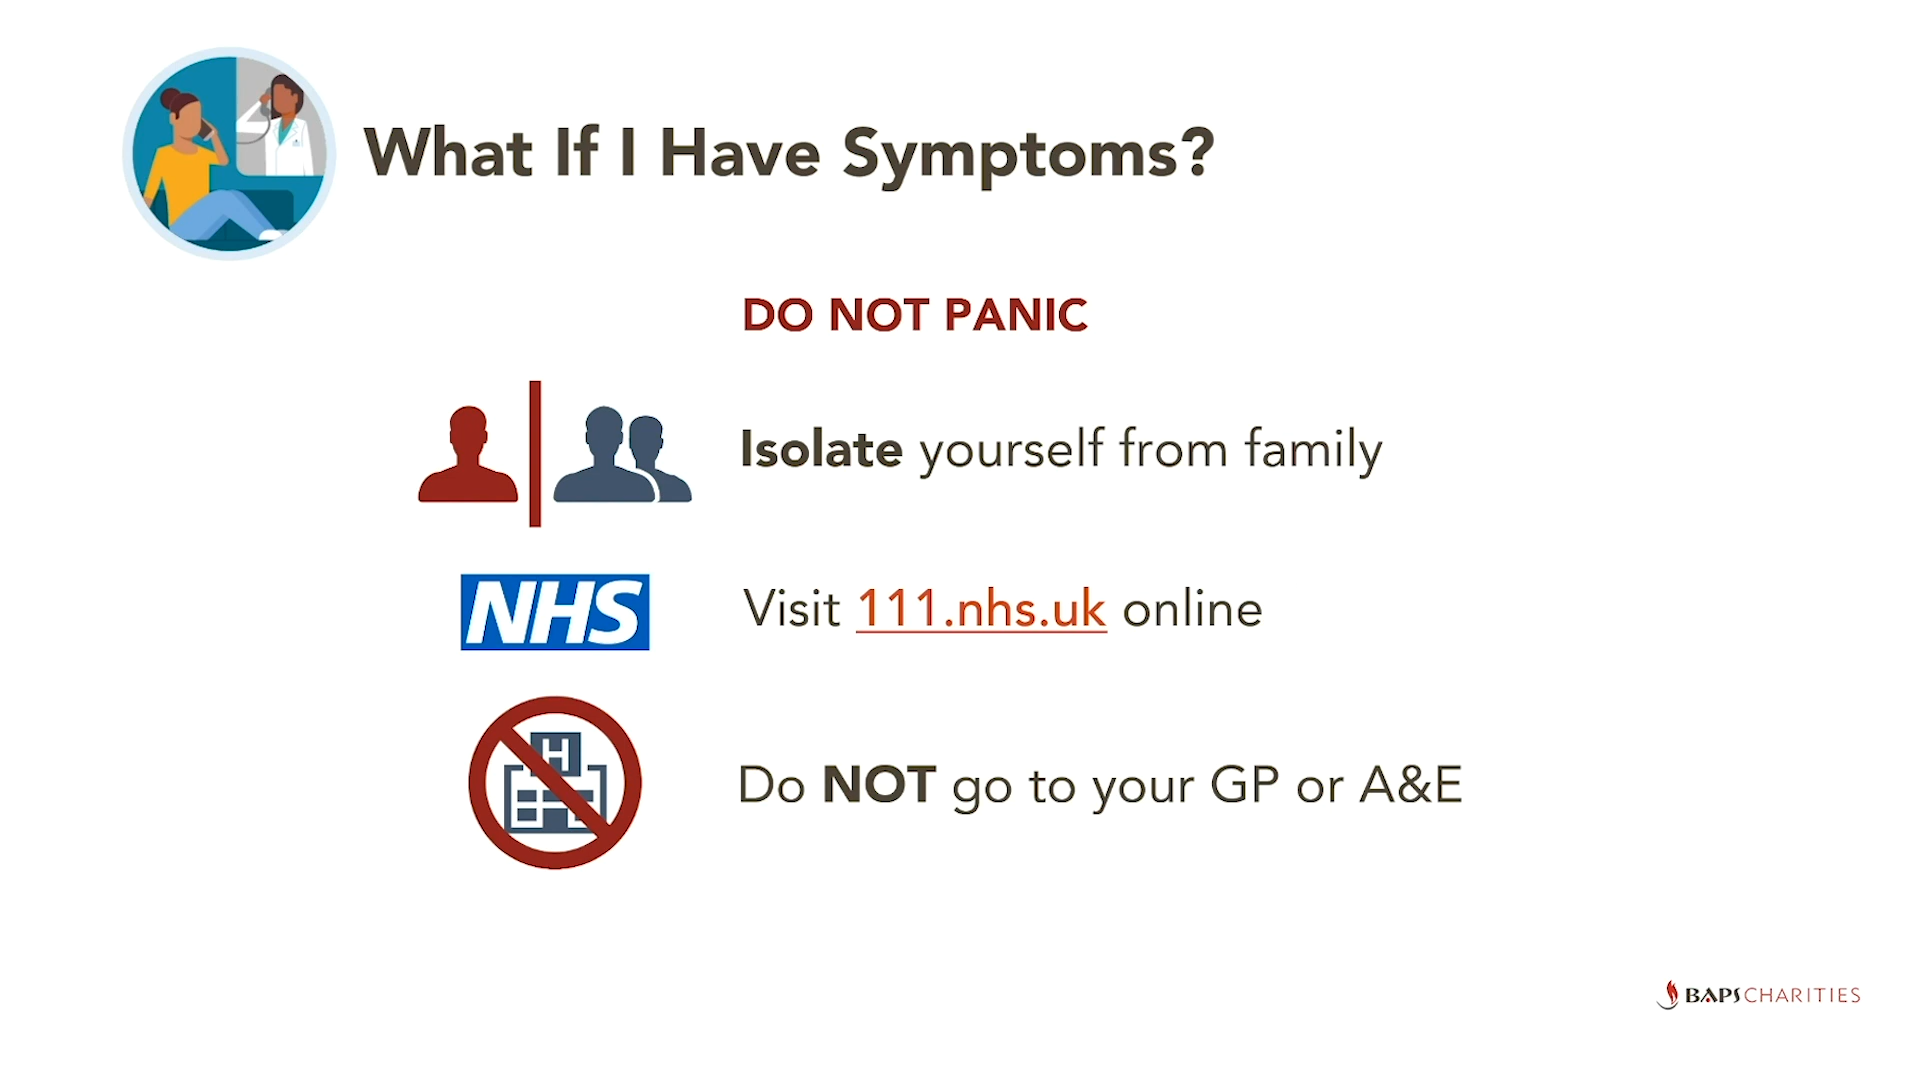 What If I Have Symptoms?
DO NOT PANIC
Isolate yourself from family
NHS
Visit 111.nhs.uk online
H
Do NOT go to your GP or A&E
BAPS CHARITIES